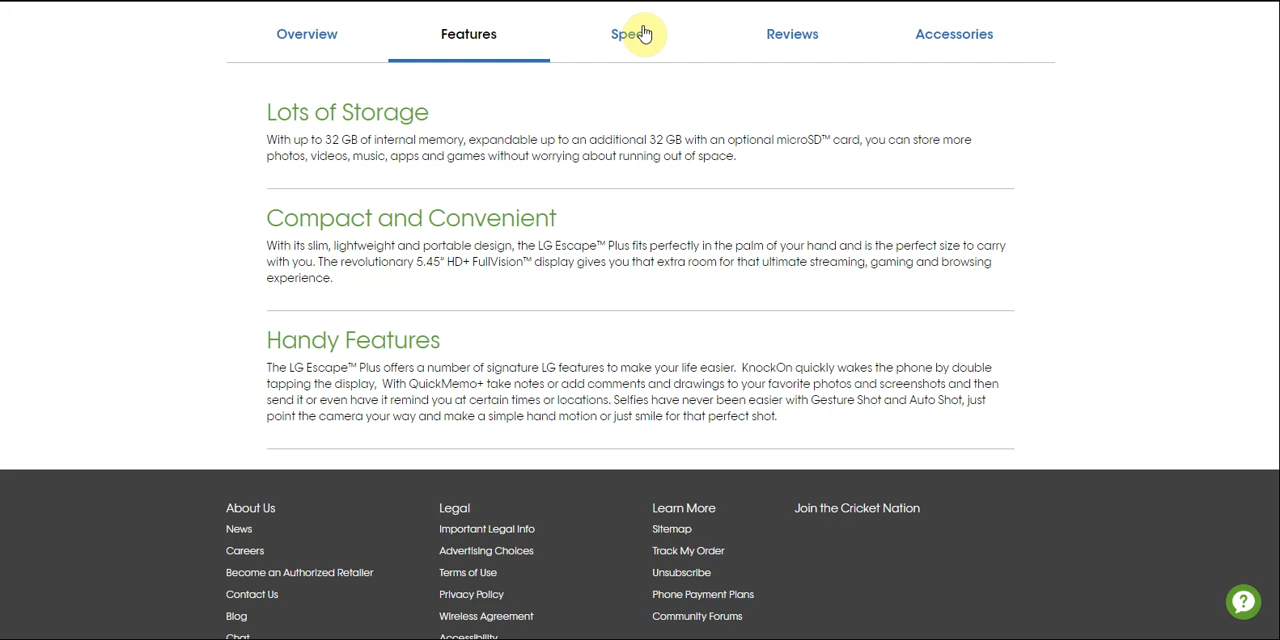 Overview Features Spec Reviews Accessories
Lots of Storage
With up to 32 GB of internal memory, expandable up to an additional 32 GB with an optional microSD™ card, you can store more
photos, videos, music, apps and games without worrying about running out of space.
Compact and Convenient
With its slim, lightweight and portable design, the LG Escape™ Plus fits perfectly in the palm of your hand and is the perfect size to carry
with you. The revolutionary 5.45" HD+ FullVision™ display gives you that extra room for that ultimate streaming, gaming and browsing
experience.
Handy Features
The LG Escape™ Plus offers a number of signature LG features to make your life easier. KnockOn quickly wakes the phone by double
tapping the display, With QuickMemo+ take notes or add comments and drawings to your favorite photos and screenshots and then
send it or even have it remind you at certain times or locations. Selfies have never been easier with Gesture Shot and Auto Shot, just
point the camera your way and make a simple hand motion or just smile for that perfect shot.
About Us
News
Careers
Become an Authorized Retailer
Contact Us
Blog
Chat
Legal
Important Legal Info
Advertising Choices
Terms of Use
Privacy Policy
Wireless Agreement
Accessibility
Learn More
Sitemap
Track My Order
Unsubscribe
Phone Payment Plans
Community Forums
Join the Cricket Nation
?